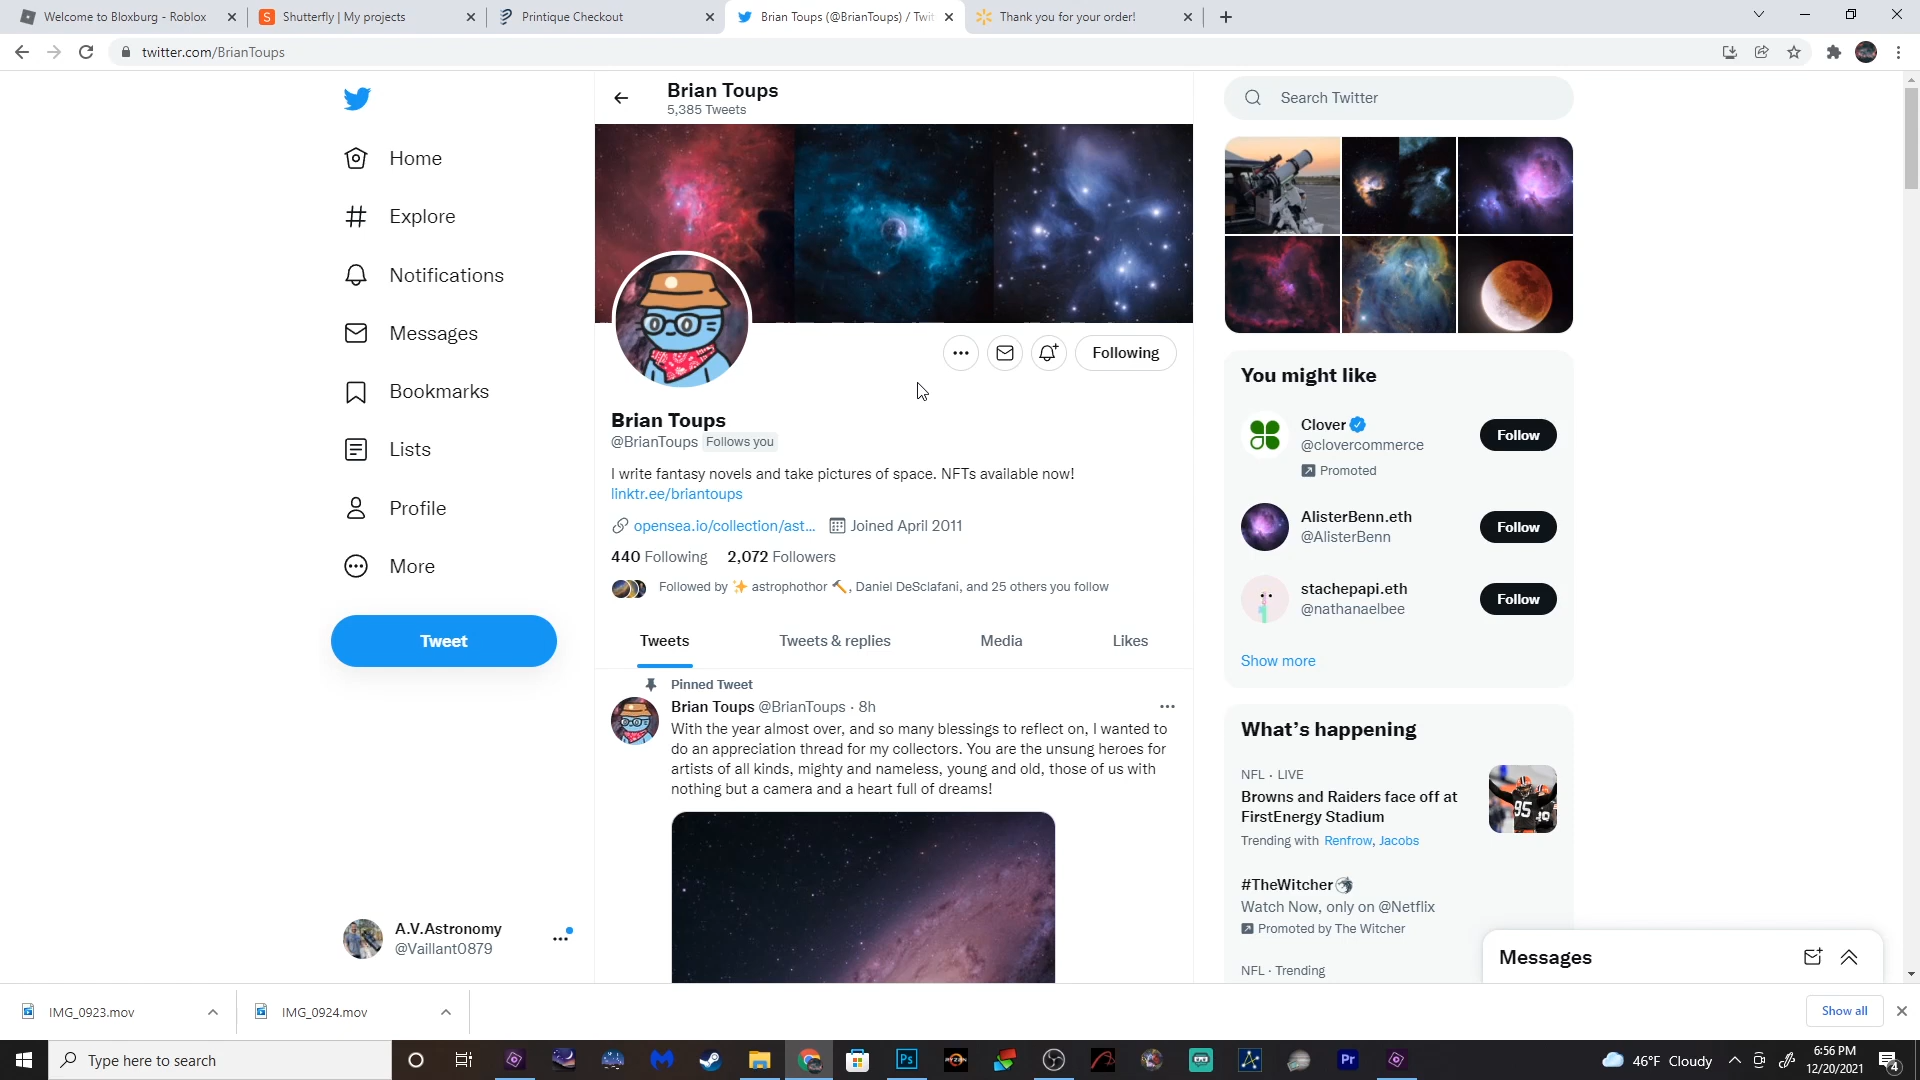 Welcome to Bloxburg - Roblox
Shutterfly | My projects
Printique Checkout
Brian Toups (@BrianToups) / Twit
Thank you for your order!
twitter.com/BrianToups
Home
Explore
Notifications
Messages
Bookmarks
Lists
Profile
More
Tweet
A.V.Astronomy
@Vaillant0879
Brian Toups
5,385 Tweets
Following
Brian Toups
@BrianToups Follows you
I write fantasy novels and take pictures of space. NFTs available now!
linktr.ee/briantoups
opensea.io/collection/ast... Joined April 2011
440 Following 2,072 Followers
Followed by ✨ astrophothor 🔨, Daniel DeSclafani, and 25 others you follow
Tweets Tweets & replies Media Likes
Pinned Tweet
Brian Toups @BrianToups · 8h
With the year almost over, and so many blessings to reflect on, I wanted to
do an appreciation thread for my collectors. You are the unsung heroes for
artists of all kinds, mighty and nameless, young and old, those of us with
nothing but a camera and a heart full of dreams!
Search Twitter
You might like
Clover
@clovercommerce
Promoted
Follow
AlisterBenn.eth
@AlisterBenn
Follow
stachepapi.eth
@nathanaelbee
Follow
Show more
What's happening
NFL · LIVE
Browns and Raiders face off at
FirstEnergy Stadium
Trending with Renfrow, Jacobs
95
#TheWitcher
Watch Now, only on @Netflix
Promoted by The Witcher
NFL · Trending
Messages
IMG_0923.mov
IMG_0924.mov
Show all
Type here to search
Ps
RYZEN
Pr
46°F Cloudy
6:56 PM
12/20/2021
4